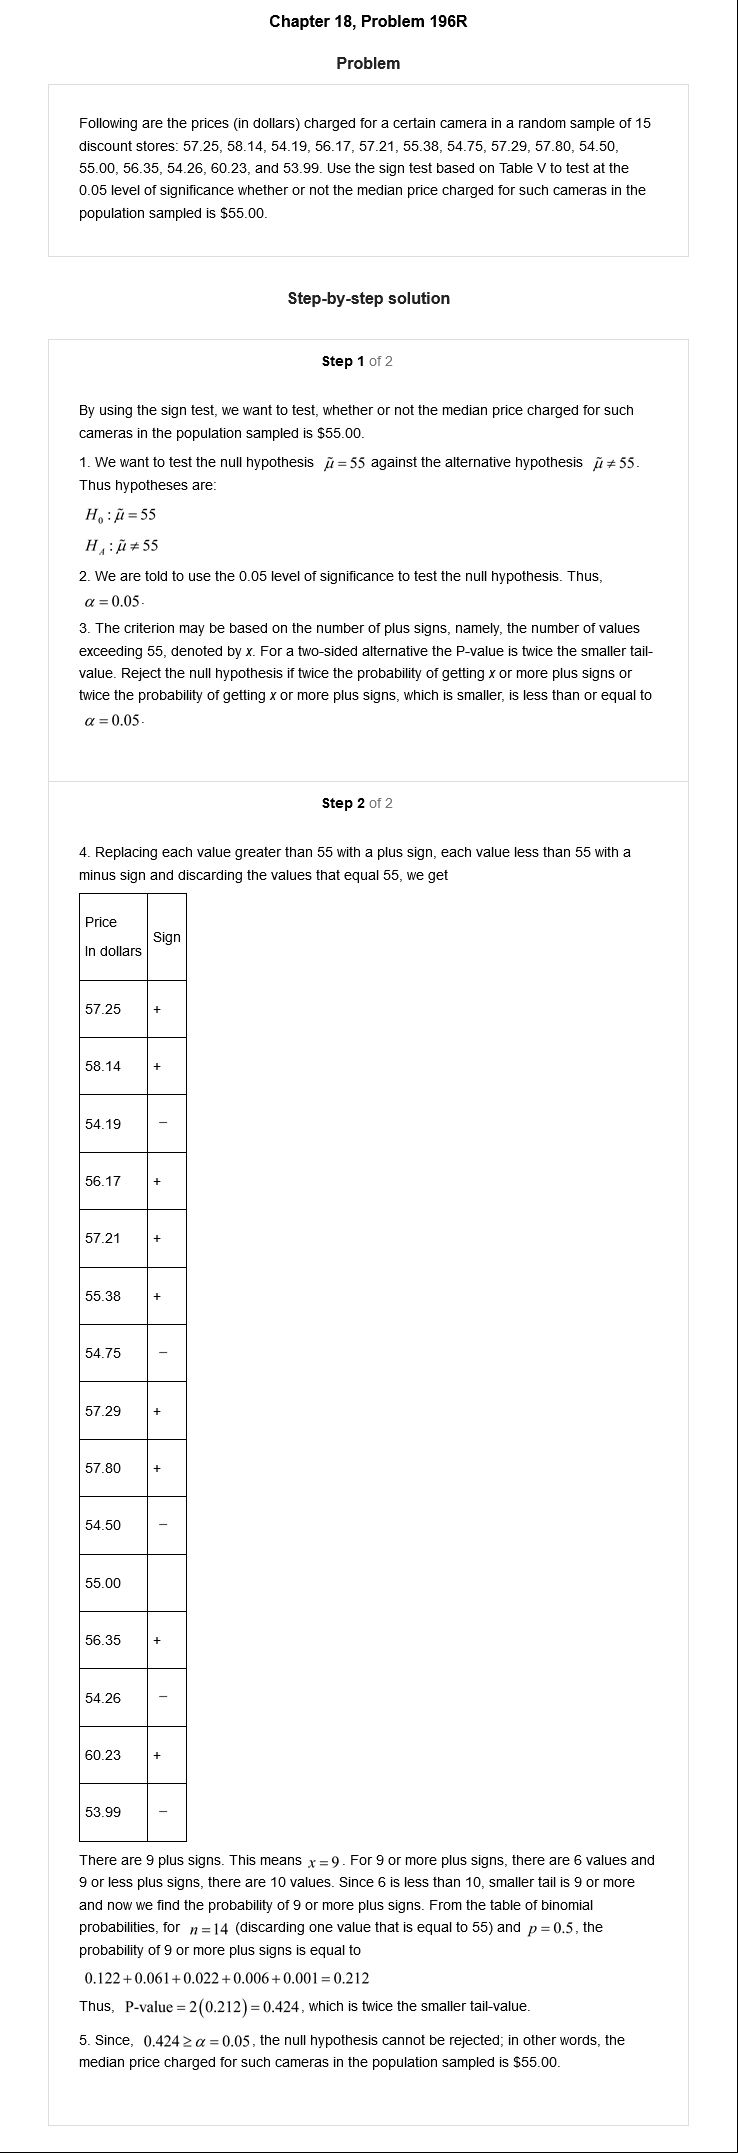 Chapter 18, Problem 196R
Problem
Following are the prices (in dollars) charged for a certain camera in a random sample of 15
discount stores: 57.25, 58.14, 54.19, 56.17, 57.21, 55.38, 54.75, 57.29, 57.80, 54.50,
55.00, 56.35, 54.26, 60.23, and 53.99. Use the sign test based on Table V to test at the
0.05 level of significance whether or not the median price charged for such cameras in the
population sampled is $55.00.
Step-by-step solution
Step 1 of 2
By using the sign test, we want to test, whether or not the median price charged for such
cameras in the population sampled is $55.00.
1. We want to test the null hypothesis μ̃ = 55 against the alternative hypothesis μ̃ ≠ 55.
Thus hypotheses are:
H₀ : μ̃ = 55
H_A : μ̃ ≠ 55
2. We are told to use the 0.05 level of significance to test the null hypothesis. Thus,
α = 0.05.
3. The criterion may be based on the number of plus signs, namely, the number of values
exceeding 55, denoted by x. For a two-sided alternative the P-value is twice the smaller tail-
value. Reject the null hypothesis if twice the probability of getting x or more plus signs or
twice the probability of getting x or more plus signs, which is smaller, is less than or equal to
α = 0.05.
Step 2 of 2
4. Replacing each value greater than 55 with a plus sign, each value less than 55 with a
minus sign and discarding the values that equal 55, we get
Price
In dollars
Sign
57.25 +
58.14 +
54.19 −
56.17 +
57.21 +
55.38 +
54.75 −
57.29 +
57.80 +
54.50 −
55.00
56.35 +
54.26 −
60.23 +
53.99 −
There are 9 plus signs. This means x = 9. For 9 or more plus signs, there are 6 values and
9 or less plus signs, there are 10 values. Since 6 is less than 10, smaller tail is 9 or more
and now we find the probability of 9 or more plus signs. From the table of binomial
probabilities, for n = 14 (discarding one value that is equal to 55) and p = 0.5, the
probability of 9 or more plus signs is equal to
0.122 + 0.061 + 0.022 + 0.006 + 0.001 = 0.212
Thus, P-value = 2(0.212) = 0.424, which is twice the smaller tail-value.
5. Since, 0.424 ≥ α = 0.05, the null hypothesis cannot be rejected; in other words, the
median price charged for such cameras in the population sampled is $55.00.